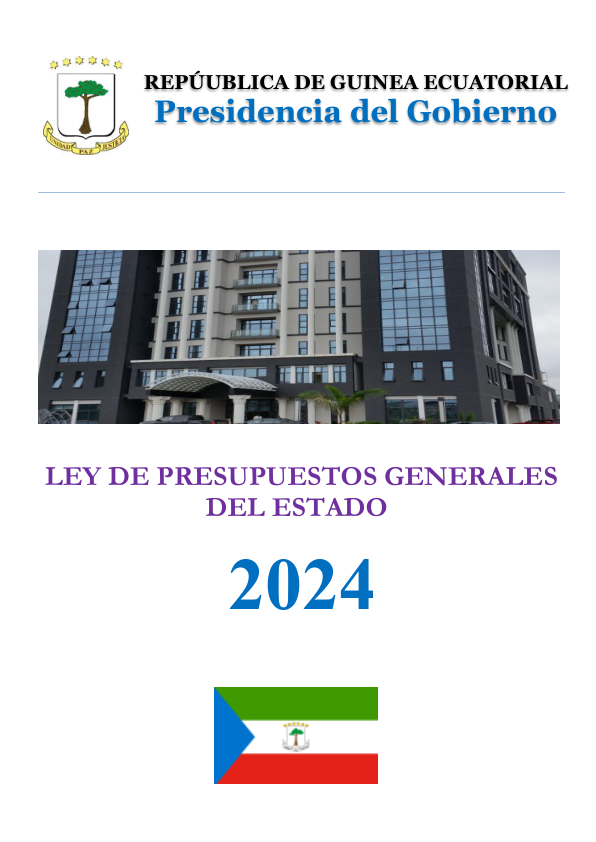 REPÚUBLICA DE GUINEA ECUATORIAL
Presidencia del Gobierno
UNIDAD PAZ JUSTICIA
LEY DE PRESUPUESTOS GENERALES
DEL ESTADO
2024